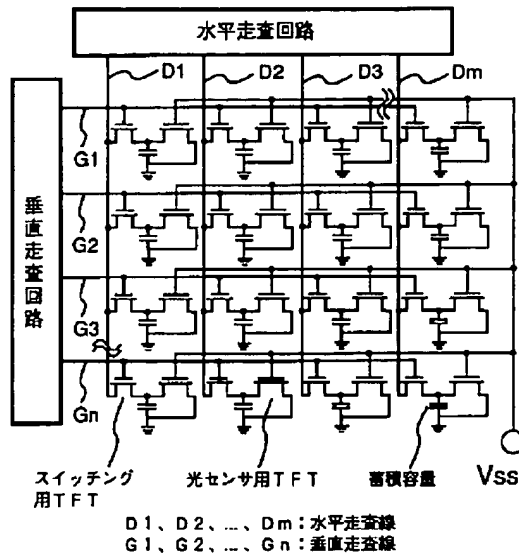 水平走査回路
D1
D2
D3
Dm
垂直走査回路
G1
G2
G3
Gn
スイッチング
用TFT
光センサ用TFT
蓄積容量
VSS
D1、D2、…、Dm：水平走査線
G1、G2、…、Gn：垂直走査線